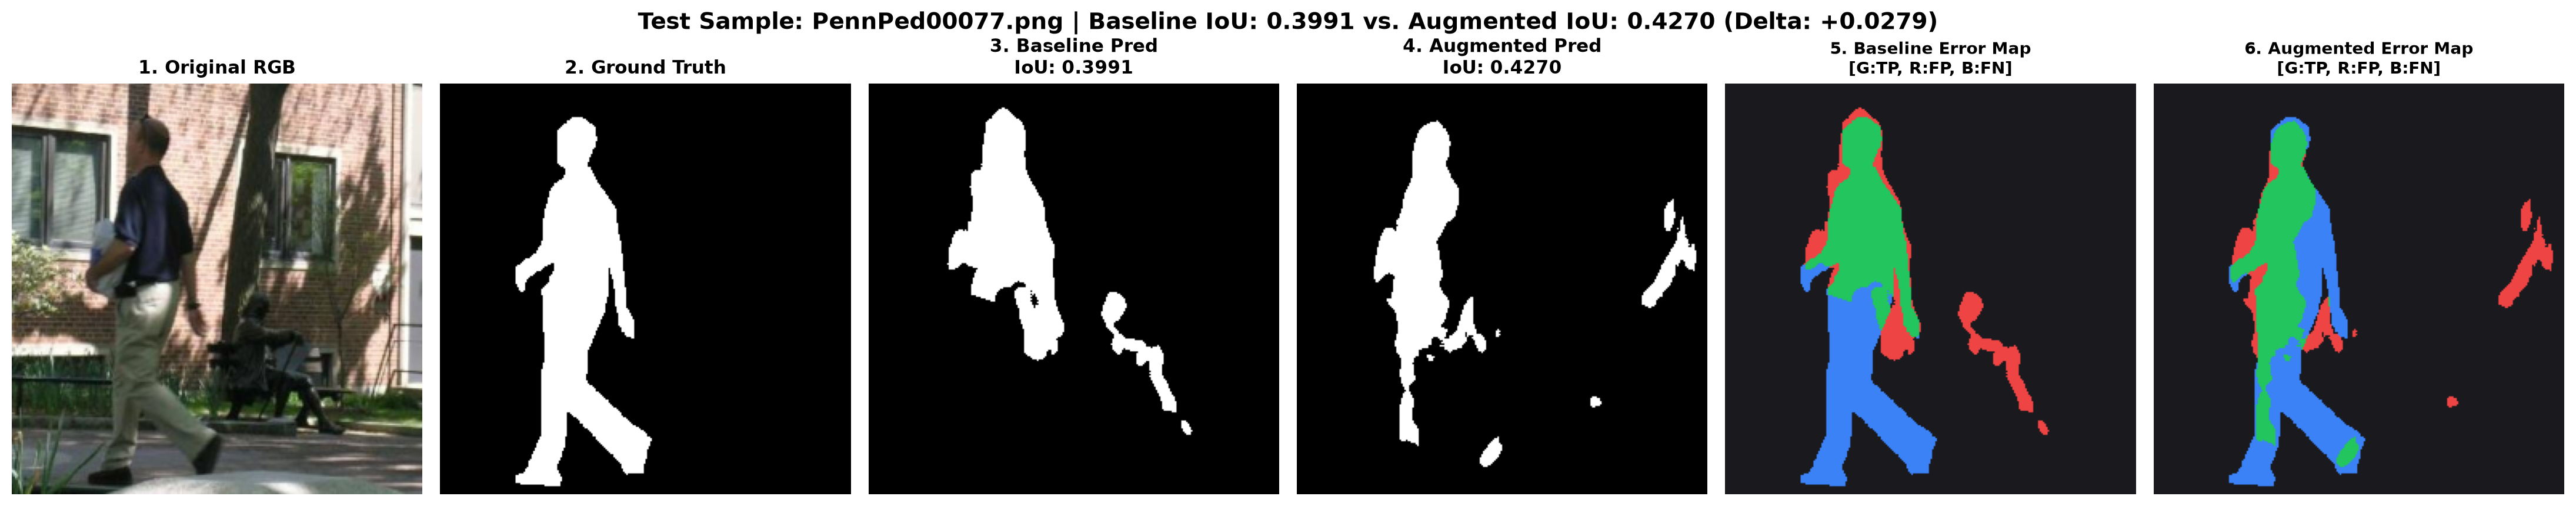 Test Sample: PennPed00077.png | Baseline IoU: 0.3991 vs. Augmented IoU: 0.4270 (Delta: +0.0279)
1. Original RGB
2. Ground Truth
3. Baseline Pred
IoU: 0.3991
4. Augmented Pred
IoU: 0.4270
5. Baseline Error Map
[G:TP, R:FP, B:FN]
6. Augmented Error Map
[G:TP, R:FP, B:FN]